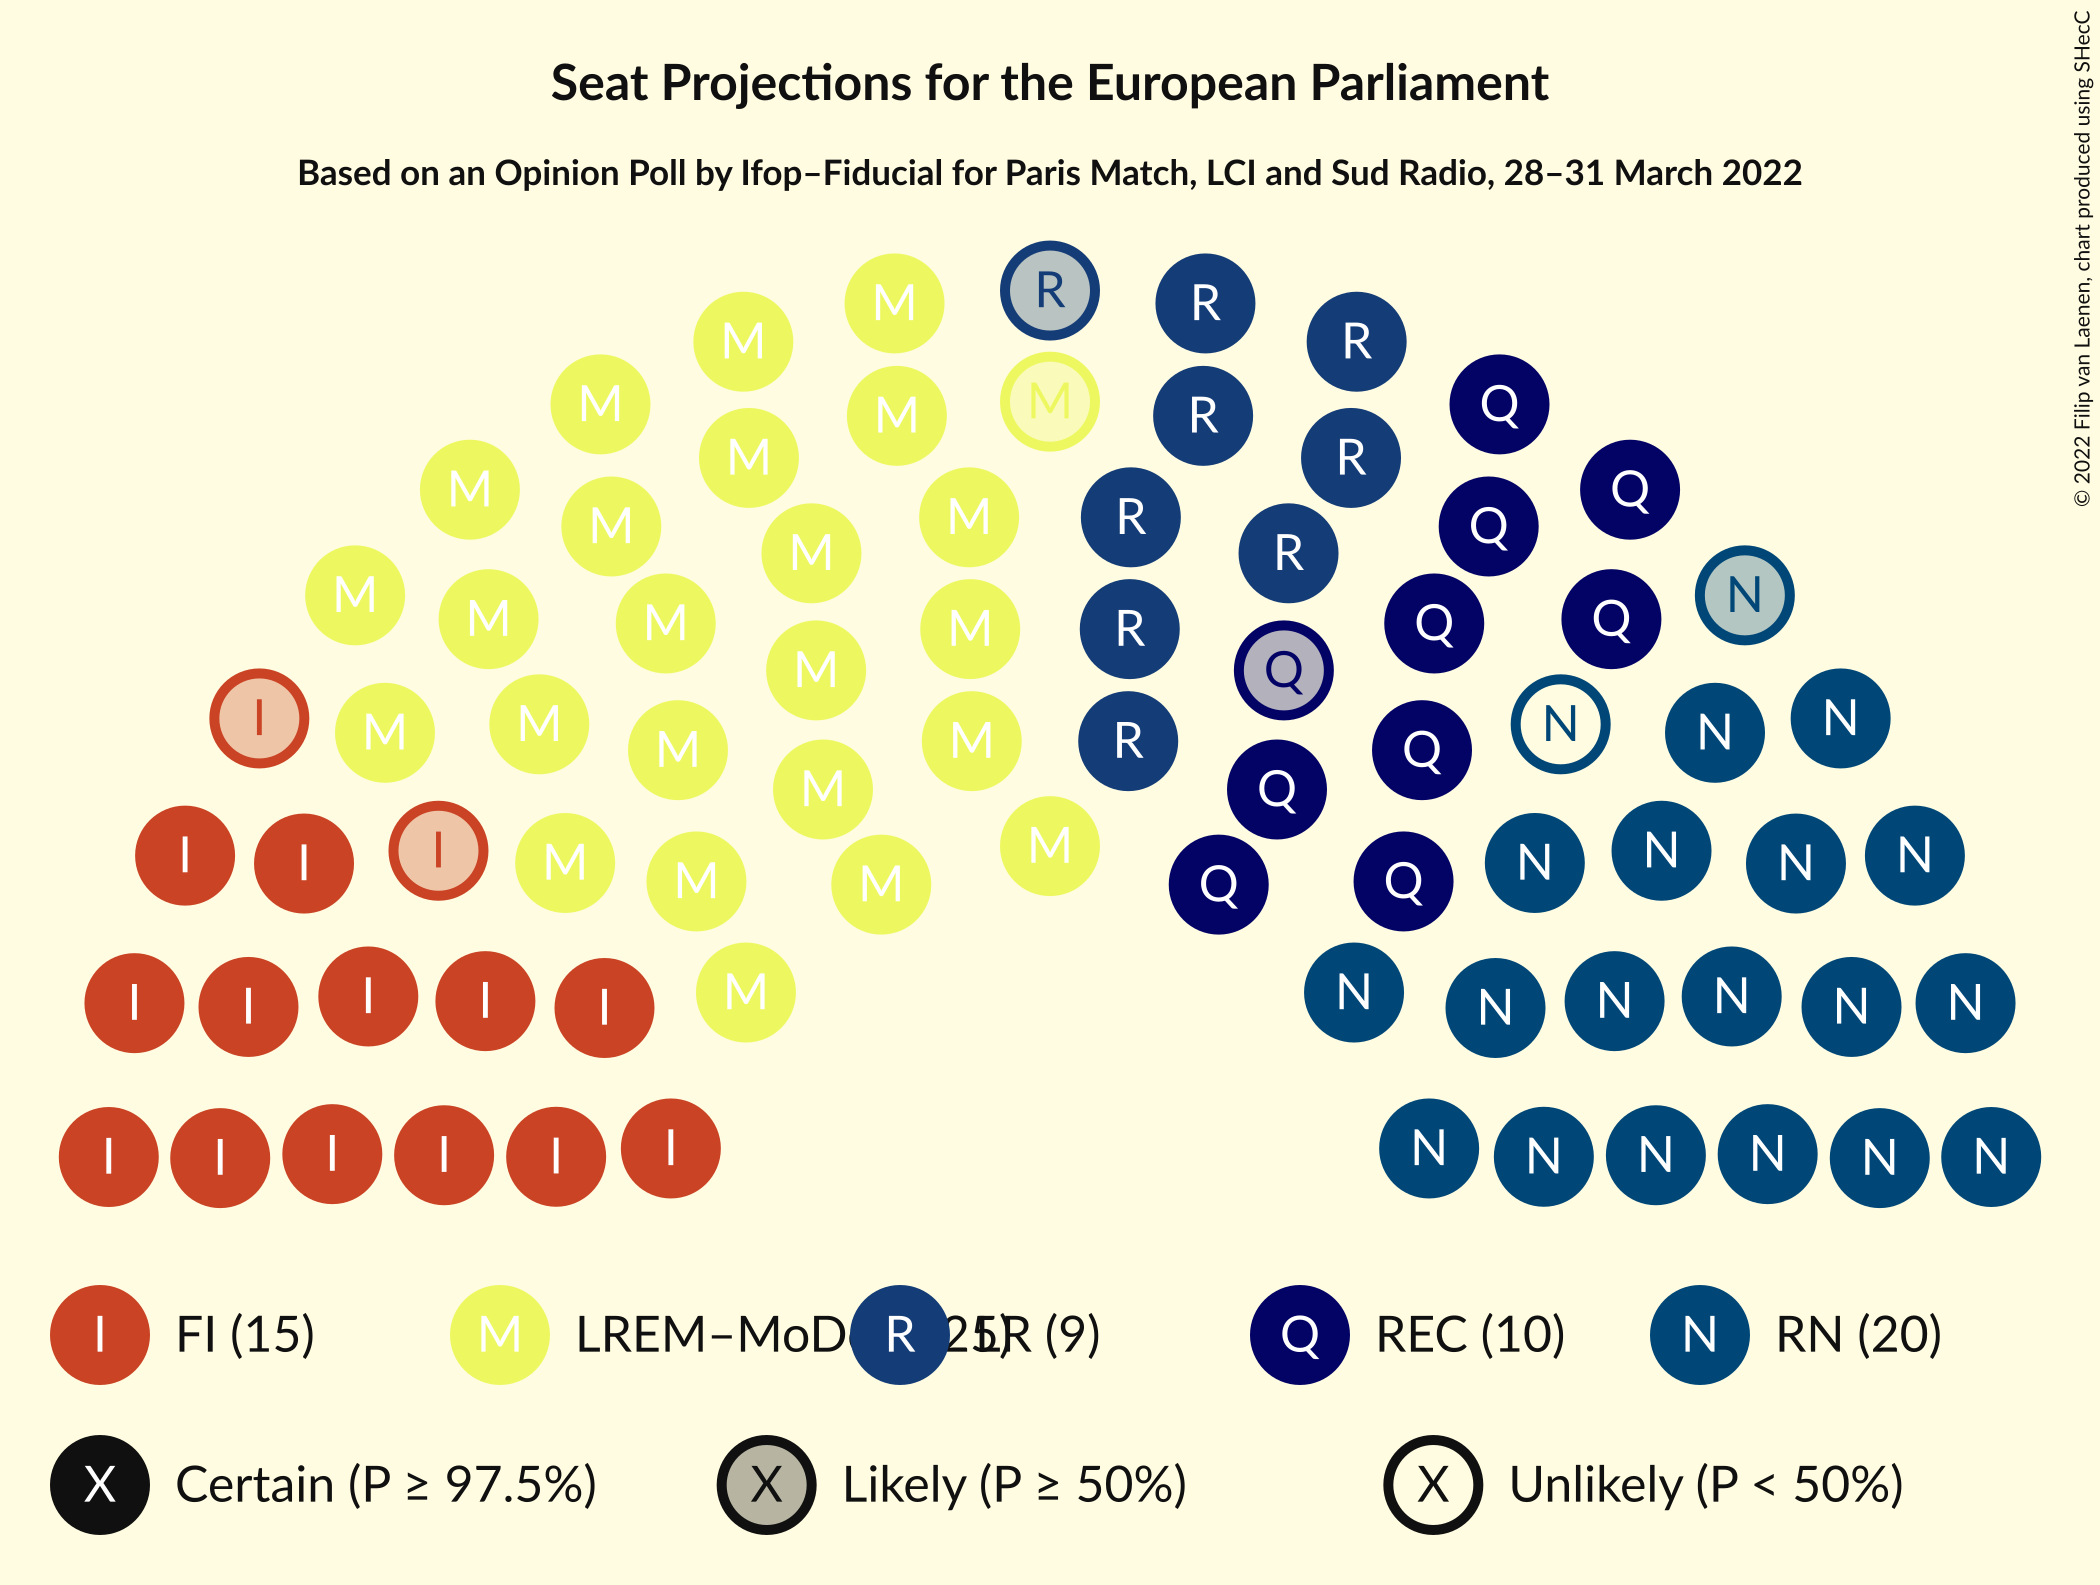 Seat Projections for the European Parliament
Based on an Opinion Poll by Ifop–Fiducial for Paris Match, LCI and Sud Radio, 28–31 March 2022
© 2022 Filip van Laenen, chart produced using SHecC
R
M M R R
M M M R R
M M M R Q
M M M R Q Q
M M R Q
M M M R Q Q N
M M M R
I M M M M R Q Q N N N
M M Q
I I I M M M M Q Q Q N N N N
I I I I I M N N N N N N
I I I I I I N N N N N N
I FI (15) M LREM–MoD R LR (9) Q REC (10) N RN (20)
X Certain (P ≥ 97.5%) X Likely (P ≥ 50%) X Unlikely (P < 50%)